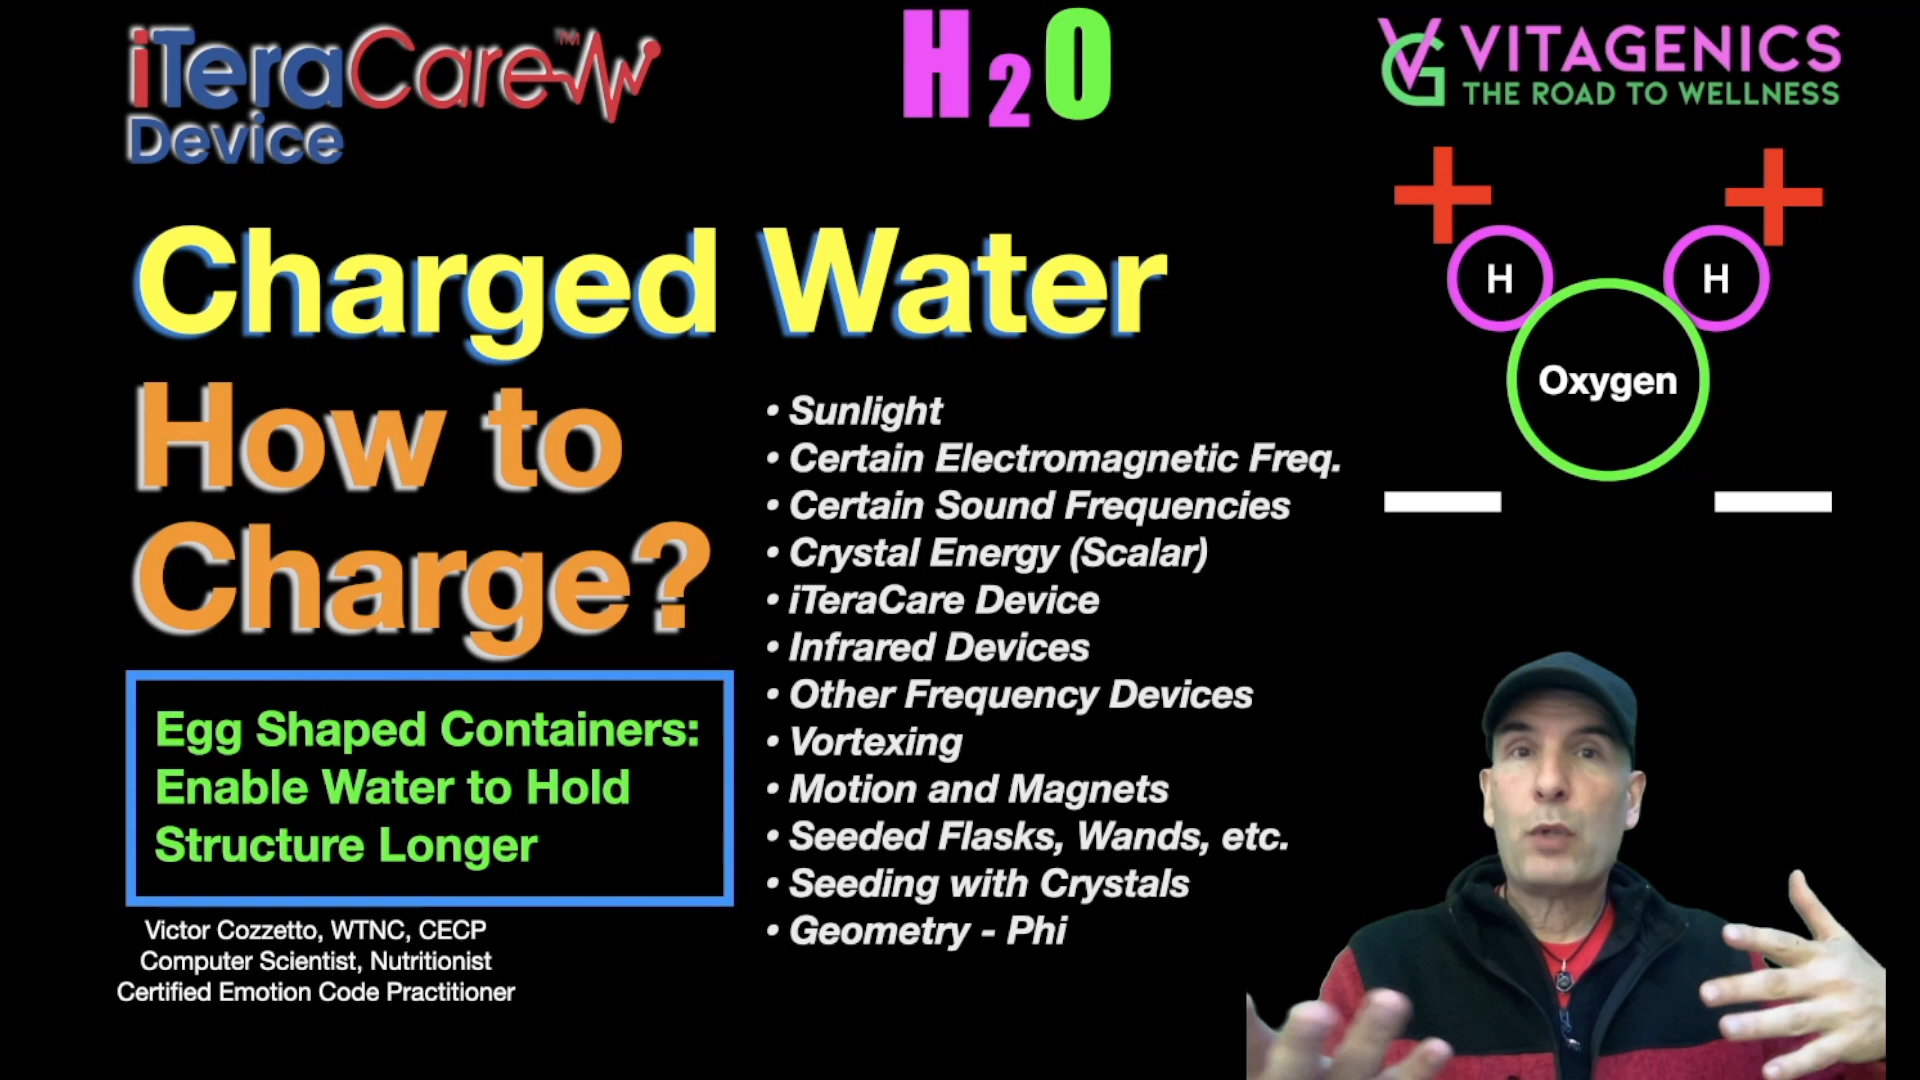 iTeraCare™
Device
H2O
VG VITAGENICS
THE ROAD TO WELLNESS
Charged Water
How to
Charge?
• Sunlight
• Certain Electromagnetic Freq.
• Certain Sound Frequencies
• Crystal Energy (Scalar)
• iTeraCare Device
• Infrared Devices
• Other Frequency Devices
• Vortexing
• Motion and Magnets
• Seeded Flasks, Wands, etc.
• Seeding with Crystals
• Geometry - Phi
+ +
H H
Oxygen
Egg Shaped Containers:
Enable Water to Hold
Structure Longer
Victor Cozzetto, WTNC, CECP
Computer Scientist, Nutritionist
Certified Emotion Code Practitioner